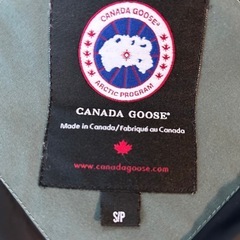 CANADA GOOSE
ARCTIC PROGRAM
CANADA GOOSE®
Made in Canada/Fabriqué au Canada
www.canadagoose.com
S/P